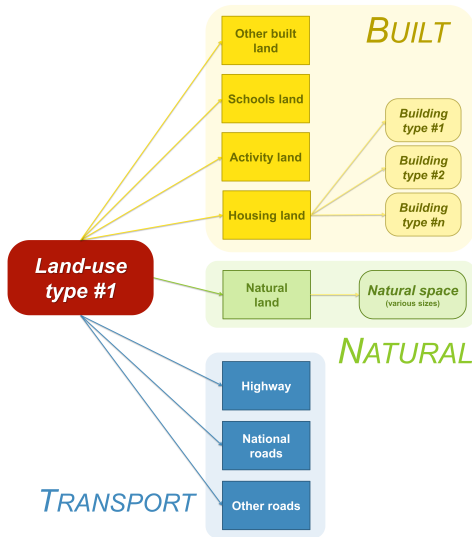 BUILT
Other built
land
Schools land
Activity land
Housing land
Building
type #1
Building
type #2
Building
type #n
Land-use
type #1
Natural
land
Natural space
(various sizes)
NATURAL
Highway
National
roads
Other roads
TRANSPORT